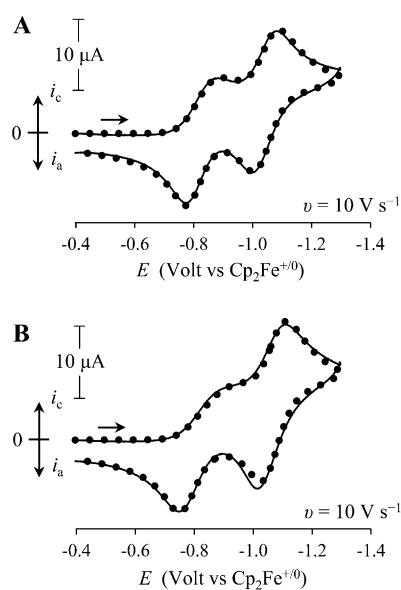 A
10 μA
i_c
0
i_a
υ = 10 V s⁻¹
-0.4 -0.6 -0.8 -1.0 -1.2 -1.4
E (Volt vs Cp₂Fe⁺ᐟ⁰)
B
10 μA
i_c
0
i_a
υ = 10 V s⁻¹
-0.4 -0.6 -0.8 -1.0 -1.2 -1.4
E (Volt vs Cp₂Fe⁺ᐟ⁰)